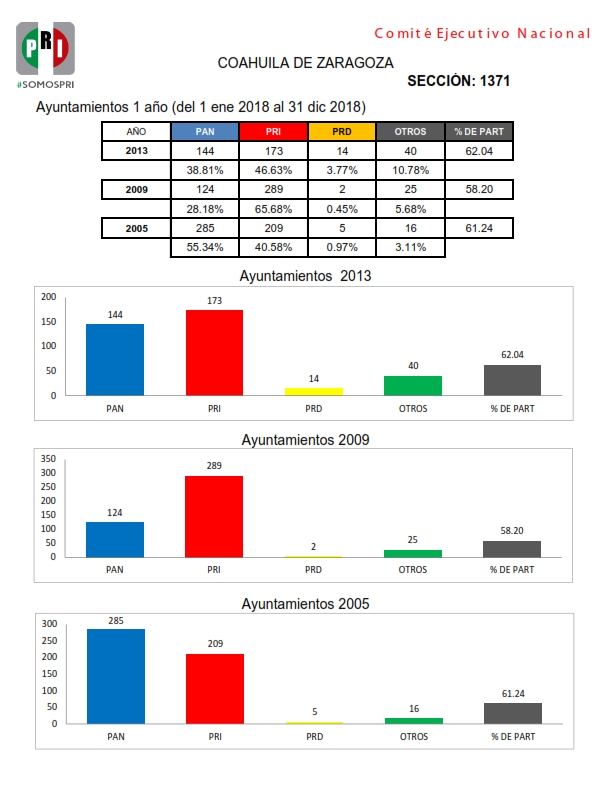 Comité Ejecutivo Nacional
PRI
#SOMOSPRI
COAHUILA DE ZARAGOZA
SECCIÓN: 1371
Ayuntamientos 1 año (del 1 ene 2018 al 31 dic 2018)
AÑO PAN PRI PRD OTROS % DE PART
2013 144 173 14 40 62.04
38.81% 46.63% 3.77% 10.78%
2009 124 289 2 25 58.20
28.18% 65.68% 0.45% 5.68%
2005 285 209 5 16 61.24
55.34% 40.58% 0.97% 3.11%
Ayuntamientos 2013
200
150
100
50
0
144 173 14 40 62.04
PAN PRI PRD OTROS % DE PART
Ayuntamientos 2009
350
300
250
200
150
100
50
0
124 289 2 25 58.20
PAN PRI PRD OTROS % DE PART
Ayuntamientos 2005
300
250
200
150
100
50
0
285 209 5 16 61.24
PAN PRI PRD OTROS % DE PART